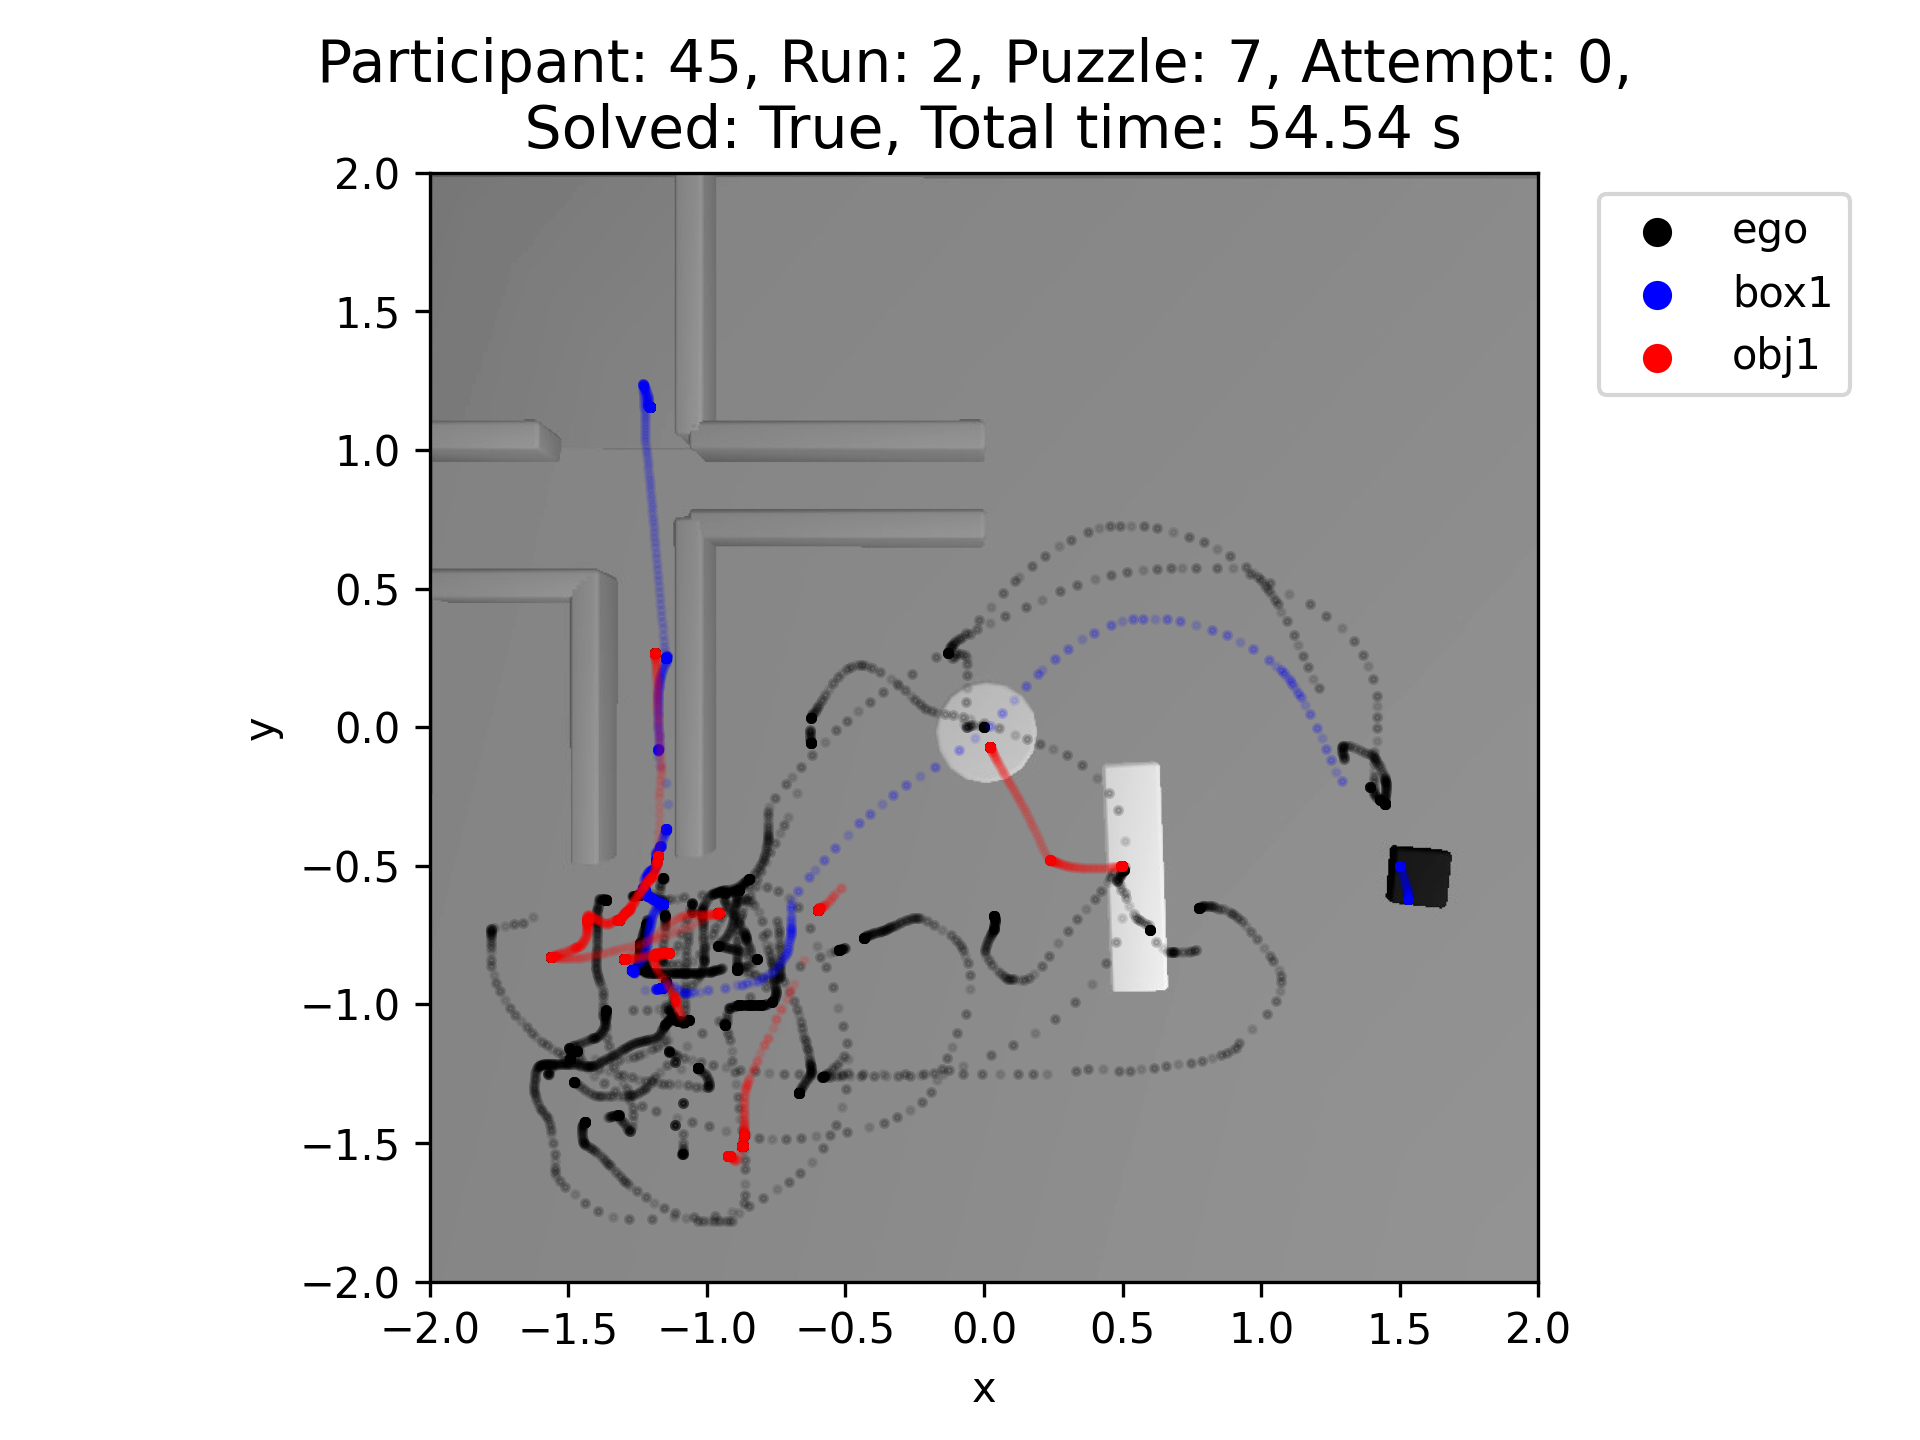 Participant: 45, Run: 2, Puzzle: 7, Attempt: 0,
Solved: True, Total time: 54.54 s
2.0
1.5
1.0
0.5
0.0
−0.5
−1.0
−1.5
−2.0
y
−2.0 −1.5 −1.0 −0.5 0.0 0.5 1.0 1.5 2.0
x
ego
box1
obj1